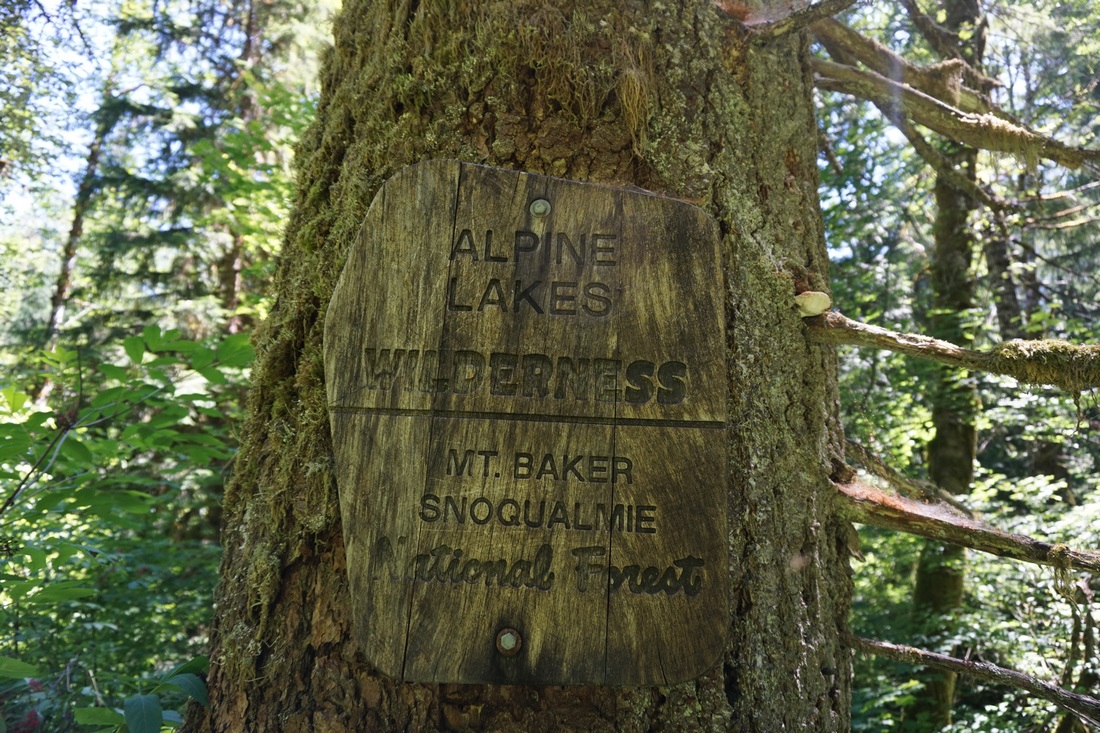 ALPINE
LAKES
WILDERNESS
MT. BAKER
SNOQUALMIE
National Forest